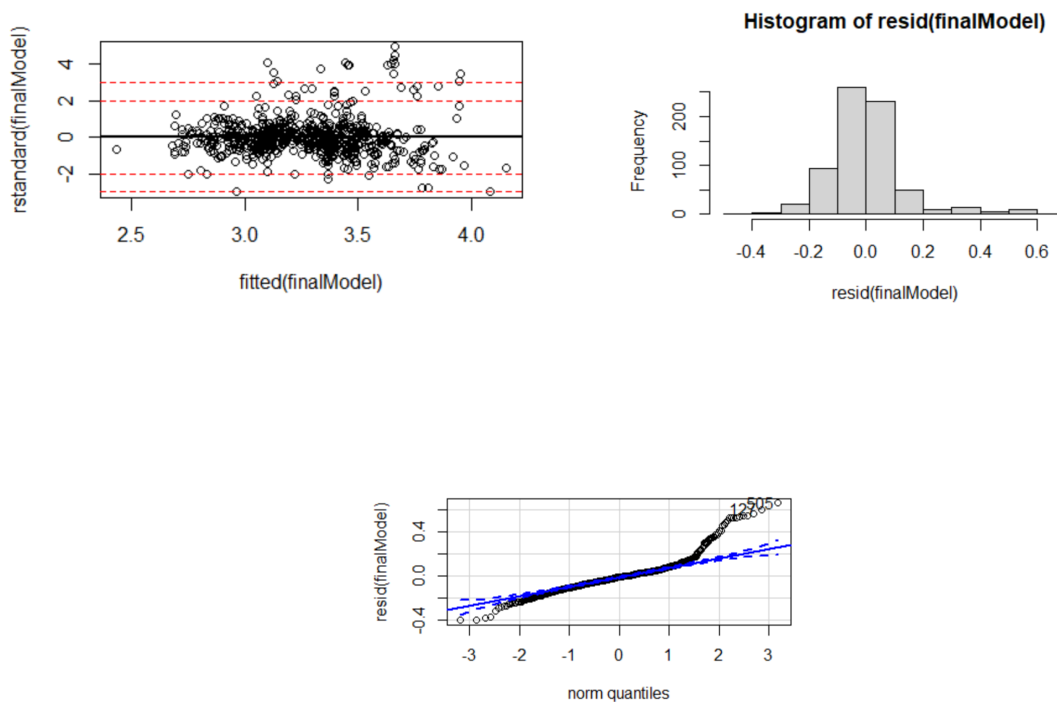 rstandard(finalModel)
4
2
0
-2
2.5 3.0 3.5 4.0
fitted(finalModel)
Histogram of resid(finalModel)
Frequency
200
100
0
-0.4 -0.2 0.0 0.2 0.4 0.6
resid(finalModel)
resid(finalModel)
0.4
0.0
-0.4
-3 -2 -1 0 1 2 3
norm quantiles